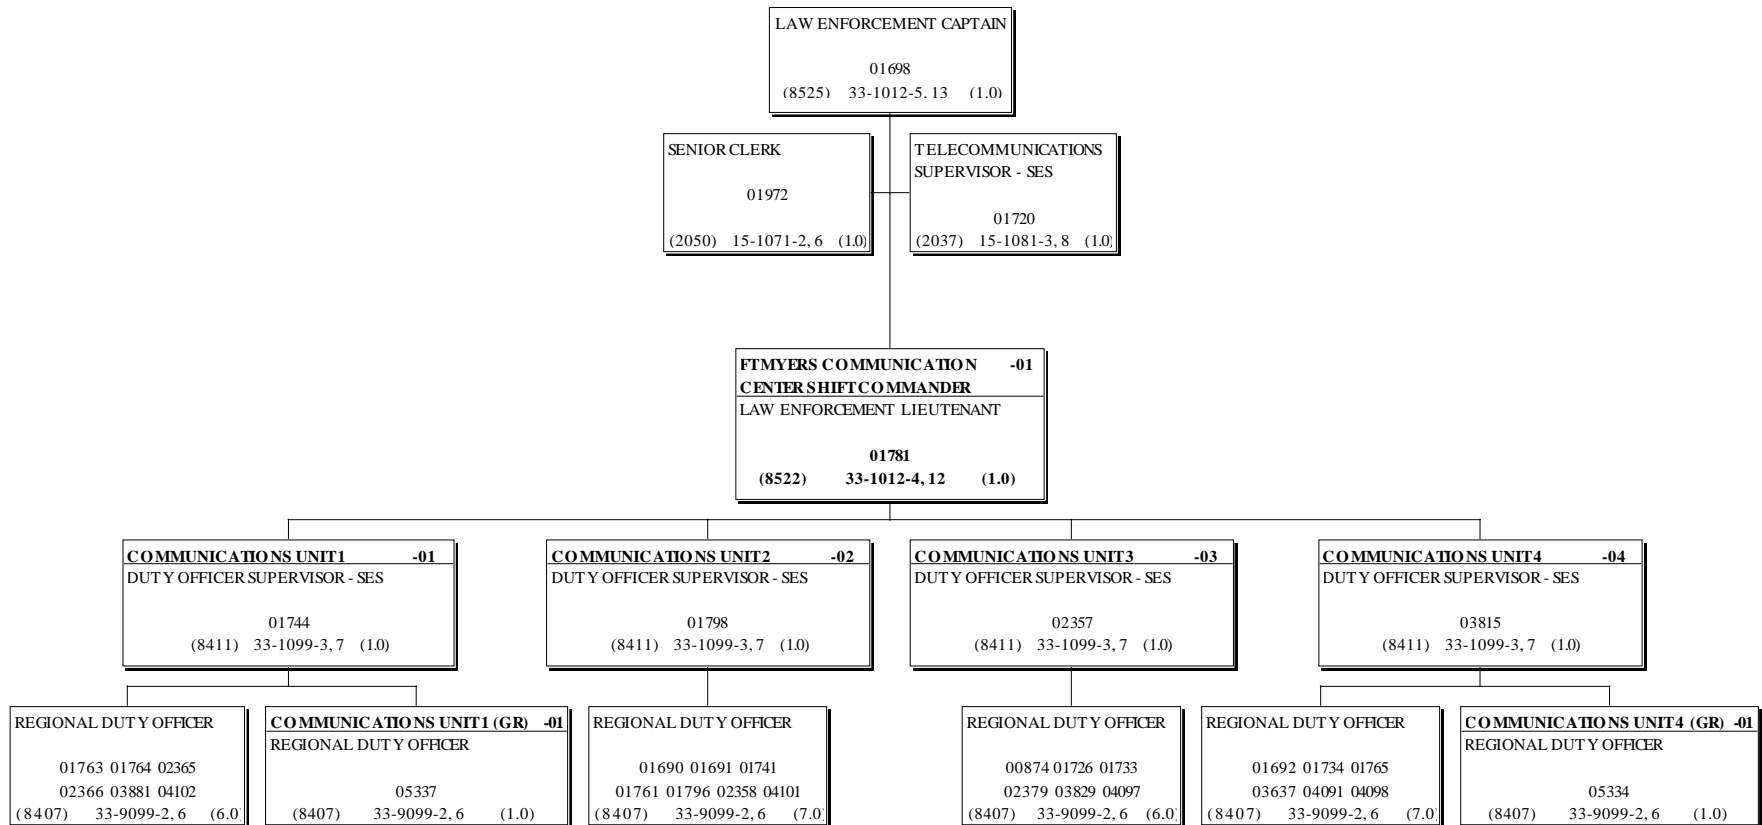 LAW ENFORCEMENT CAPTAIN
01698
(8525) 33-1012-5, 13 (1.0)
SENIOR CLERK
01972
(2050) 15-1071-2, 6 (1.0)
TELECOMMUNICATIONS
SUPERVISOR - SES
01720
(2037) 15-1081-3, 8 (1.0)
FTMYERS COMMUNICATION -01
CENTER SHIFT COMMANDER
LAW ENFORCEMENT LIEUTENANT
01781
(8522) 33-1012-4, 12 (1.0)
COMMUNICATIONS UNIT1 -01
DUTY OFFICER SUPERVISOR - SES
01744
(8411) 33-1099-3, 7 (1.0)
COMMUNICATIONS UNIT2 -02
DUTY OFFICER SUPERVISOR - SES
01798
(8411) 33-1099-3, 7 (1.0)
COMMUNICATIONS UNIT3 -03
DUTY OFFICER SUPERVISOR - SES
02357
(8411) 33-1099-3, 7 (1.0)
COMMUNICATIONS UNIT4 -04
DUTY OFFICER SUPERVISOR - SES
03815
(8411) 33-1099-3, 7 (1.0)
REGIONAL DUTY OFFICER
01763 01764 02365
02366 03881 04102
(8407) 33-9099-2, 6 (6.0)
COMMUNICATIONS UNIT1 (GR) -01
REGIONAL DUTY OFFICER
05337
(8407) 33-9099-2, 6 (1.0)
REGIONAL DUTY OFFICER
01690 01691 01741
01761 01796 02358 04101
(8407) 33-9099-2, 6 (7.0)
REGIONAL DUTY OFFICER
00874 01726 01733
02379 03829 04097
(8407) 33-9099-2, 6 (6.0)
REGIONAL DUTY OFFICER
01692 01734 01765
03637 04091 04098
(8407) 33-9099-2, 6 (7.0)
COMMUNICATIONS UNIT4 (GR) -01
REGIONAL DUTY OFFICER
05334
(8407) 33-9099-2, 6 (1.0)